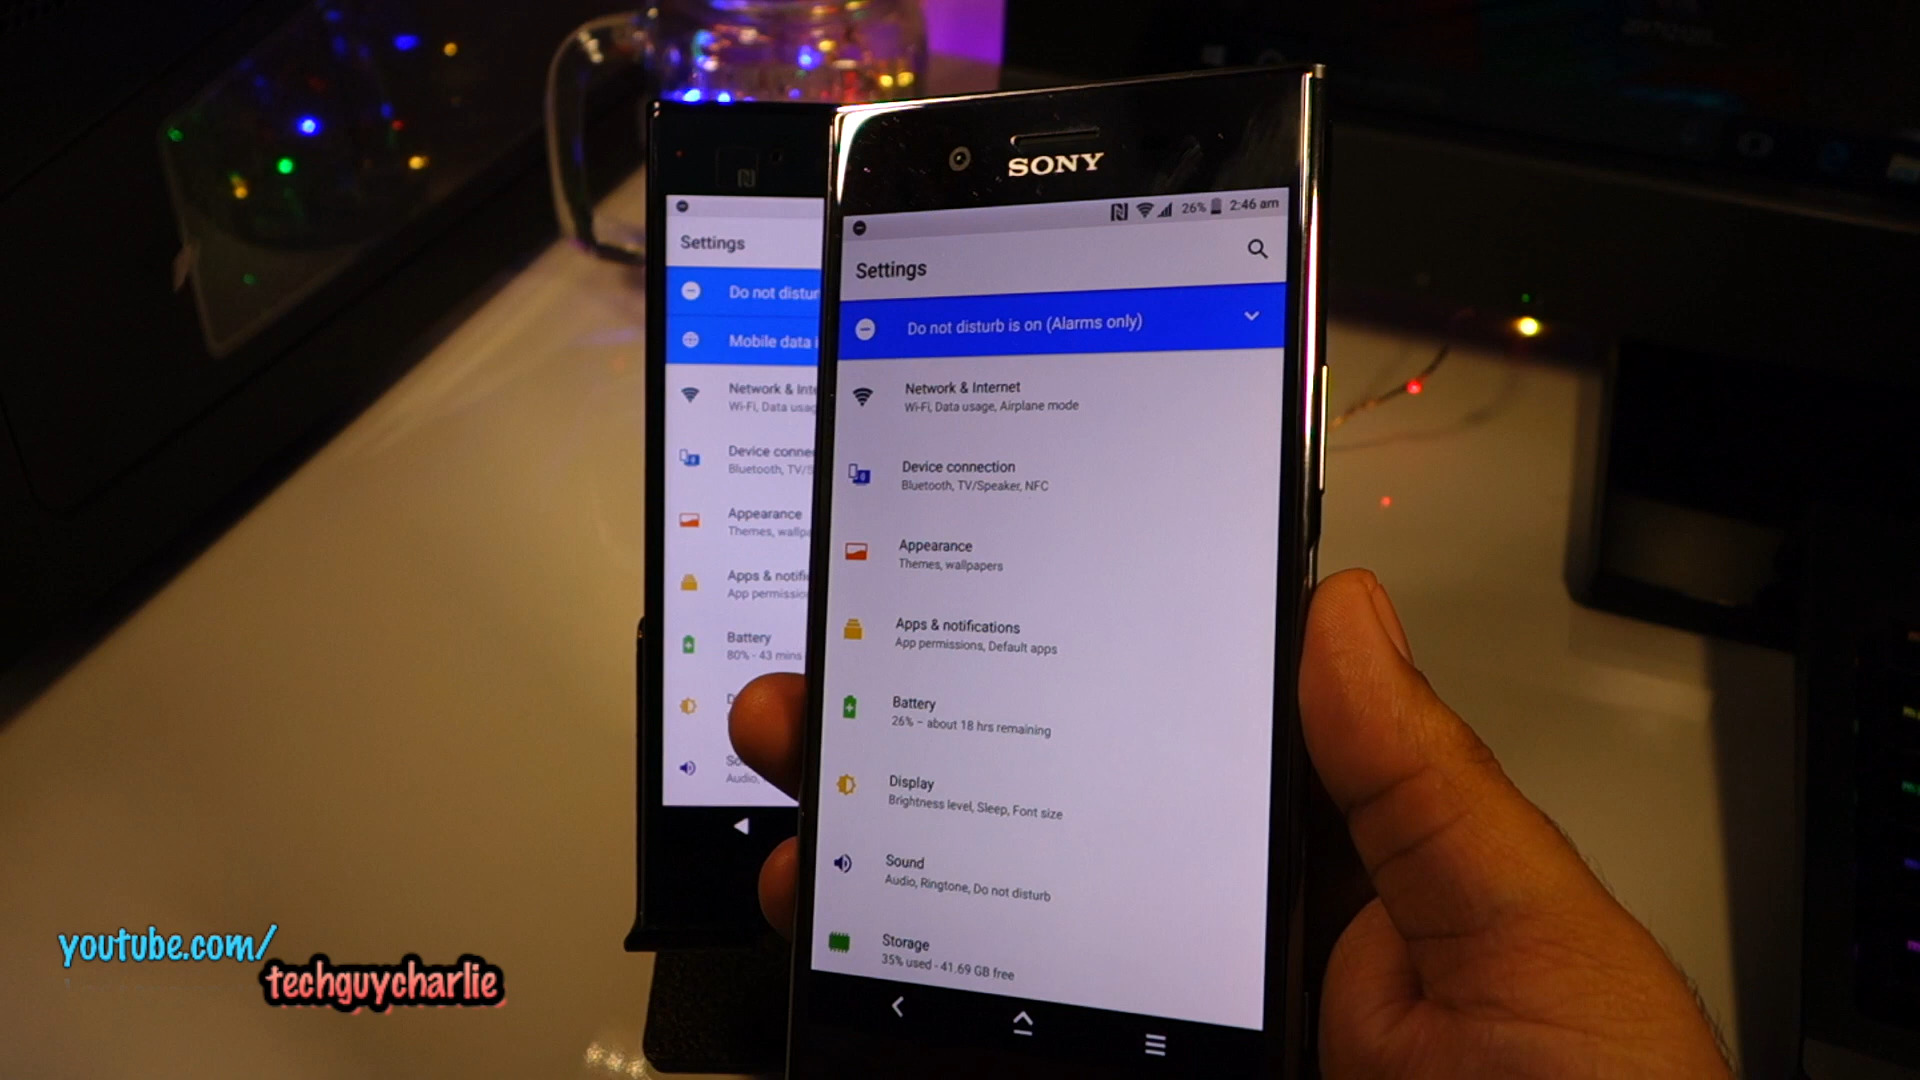 SONY
26% 2:46 am
Settings
Do not disturb is on (Alarms only)
Network & Internet
Wi-Fi, Data usage, Airplane mode
Device connection
Bluetooth, TV/Speaker, NFC
Appearance
Themes, wallpapers
Apps & notifications
App permissions, Default apps
Battery
26% – about 18 hrs remaining
Display
Brightness level, Sleep, Font size
Sound
Audio, Ringtone, Do not disturb
Storage
35% used - 41.69 GB free
Settings
Do not distur
Mobile data
Network & Inte
Wi-Fi, Data usag
Device conne
Bluetooth, TV/S
Appearance
Themes, wallpa
Apps & notifi
App permissio
Battery
80% - 43 mins
Audio,
youtube.com/
techguycharlie